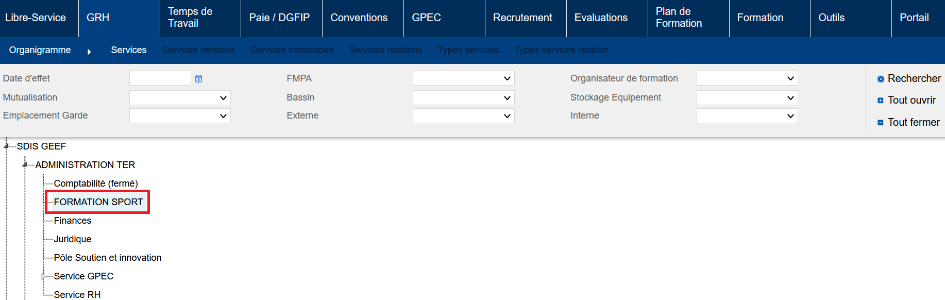 Libre-Service GRH Temps de Travail Paie / DGFIP Conventions GPEC Recrutement Evaluations Plan de Formation Formation Outils Portail
Organigramme Services Services versions Services transcodes Services relations Types services Types services relation
Date d'effet FMPA Organisateur de formation Rechercher
Mutualisation Bassin Stockage Equipement Tout ouvrir
Emplacement Garde Externe Interne Tout fermer
SDIS GEEF
ADMINISTRATION TER
Comptabilité (fermé)
FORMATION SPORT
Finances
Juridique
Pôle Soutien et innovation
Service GPEC
Service RH